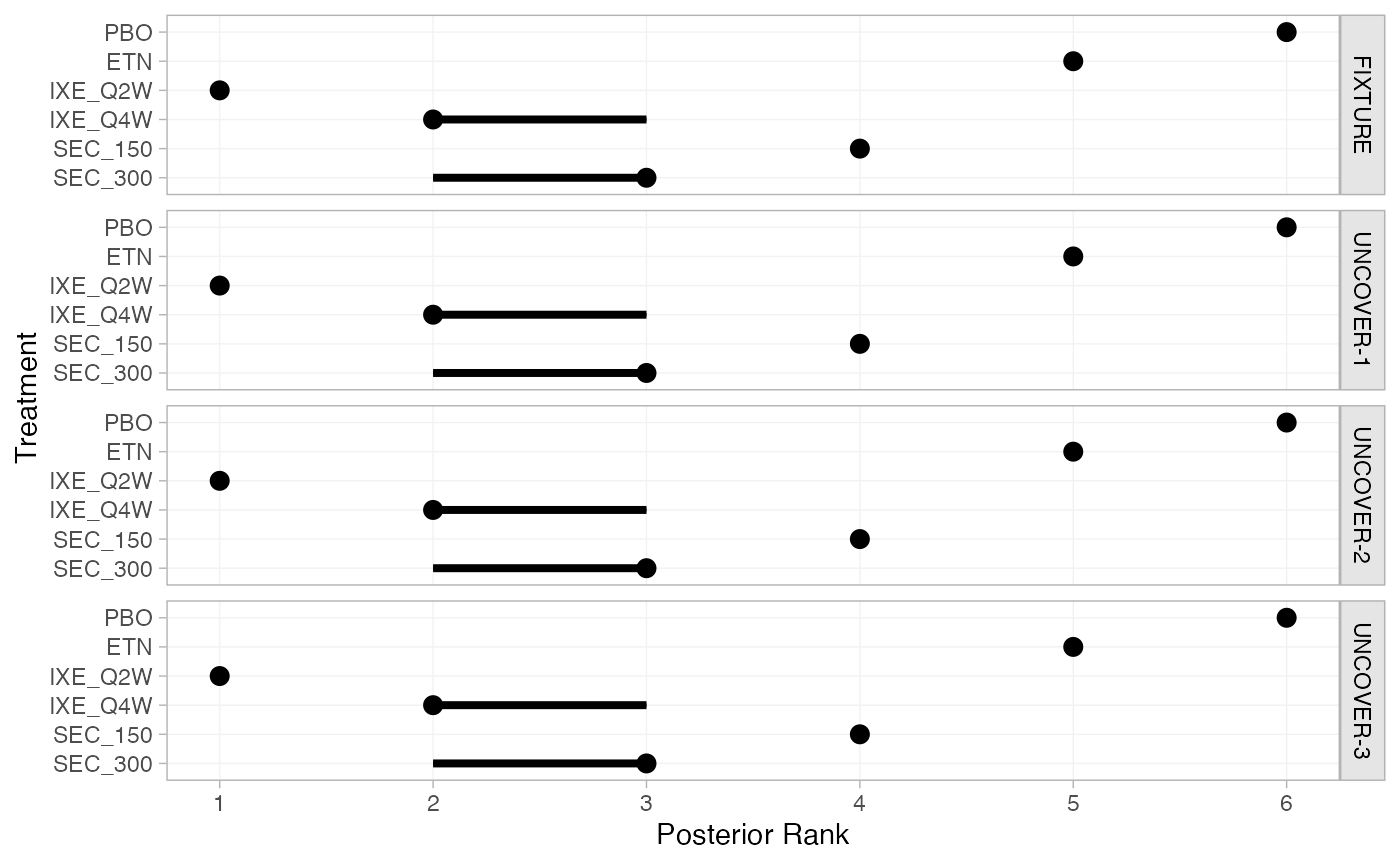 PBO
ETN
IXE_Q2W
IXE_Q4W
SEC_150
SEC_300
FIXTURE
PBO
ETN
IXE_Q2W
IXE_Q4W
SEC_150
SEC_300
UNCOVER-1
PBO
ETN
IXE_Q2W
IXE_Q4W
SEC_150
SEC_300
UNCOVER-2
PBO
ETN
IXE_Q2W
IXE_Q4W
SEC_150
SEC_300
UNCOVER-3
Treatment
1 2 3 4 5 6
Posterior Rank